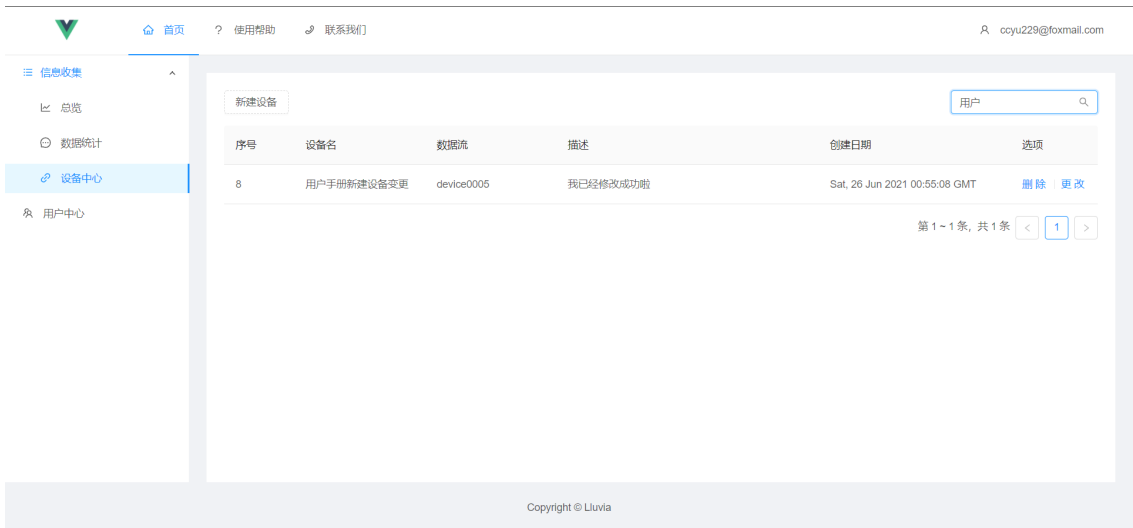 首页 使用帮助 联系我们 ccyu229@foxmail.com
信息收集
总览
数据统计
设备中心
用户中心
新建设备 用户
序号 设备名 数据流 描述 创建日期 选项
8 用户手册新建设备变更 device0005 我已经修改成功啦 Sat, 26 Jun 2021 00:55:08 GMT 删除 更改
第 1 ~ 1 条, 共 1 条 < 1 >
Copyright © Lluvia